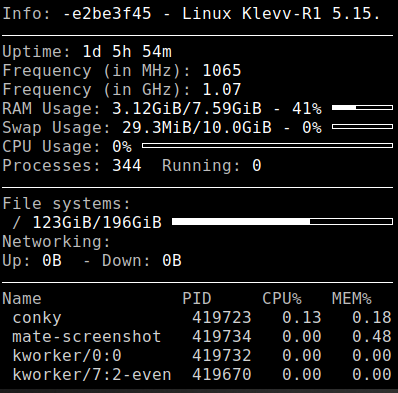 Info: -e2be3f45 - Linux Klevv-R1 5.15.
Uptime: 1d 5h 54m
Frequency (in MHz): 1065
Frequency (in GHz): 1.07
RAM Usage: 3.12GiB/7.59GiB - 41%
Swap Usage: 29.3MiB/10.0GiB - 0%
CPU Usage: 0%
Processes: 344  Running: 0
File systems:
/ 123GiB/196GiB
Networking:
Up: 0B  - Down: 0B
Name PID CPU% MEM%
conky 419723 0.13 0.18
mate-screenshot 419734 0.00 0.48
kworker/0:0 419732 0.00 0.00
kworker/7:2-even 419670 0.00 0.00